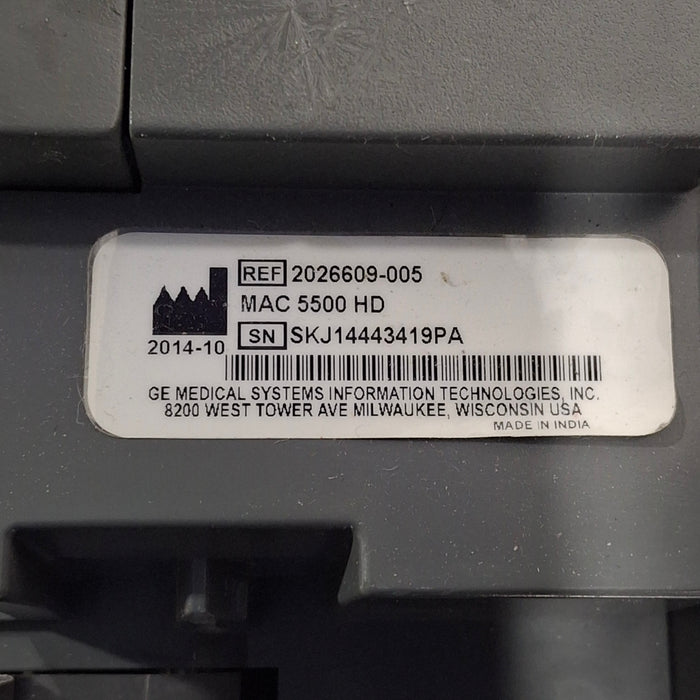 REF 2026609-005
MAC 5500 HD
SN SKJ14443419PA
2014-10
GE MEDICAL SYSTEMS INFORMATION TECHNOLOGIES, INC.
8200 WEST TOWER AVE MILWAUKEE, WISCONSIN USA
MADE IN INDIA